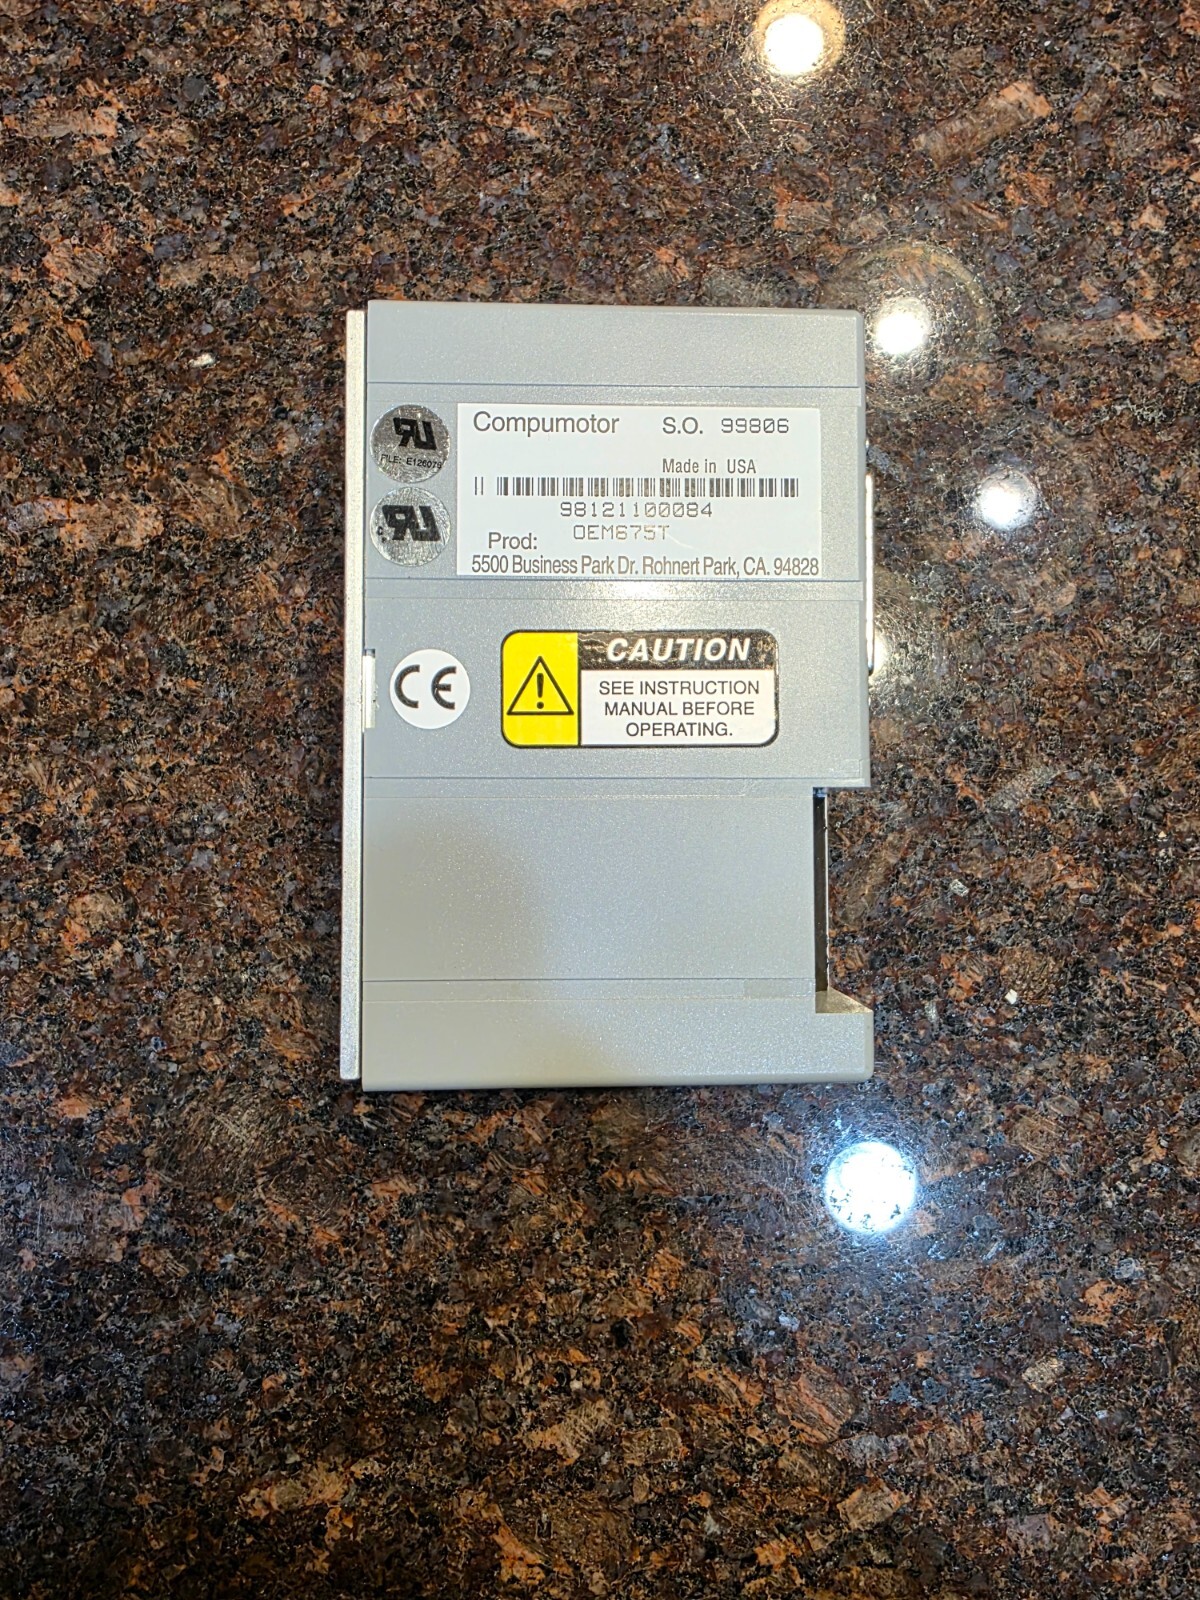 Compumotor S.O. 99806
Made in USA
98121100084
Prod: OEM675T
5500 Business Park Dr. Rohnert Park, CA. 94828
FILE: E126079
CE
CAUTION
SEE INSTRUCTION
MANUAL BEFORE
OPERATING.